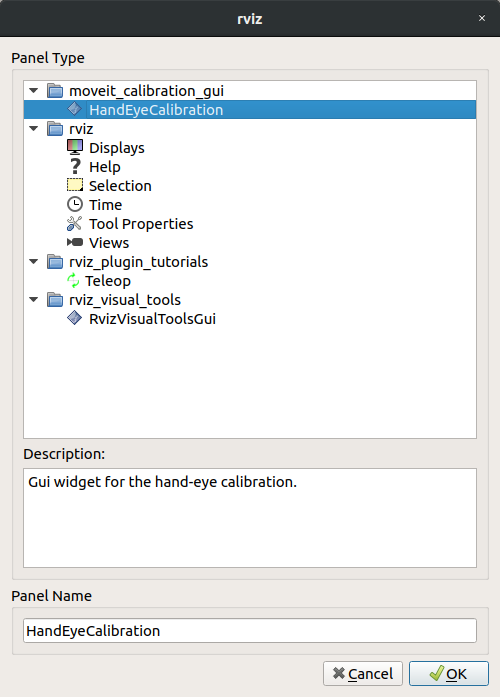 rviz
Panel Type
moveit_calibration_gui
HandEyeCalibration
rviz
Displays
Help
Selection
Time
Tool Properties
Views
rviz_plugin_tutorials
Teleop
rviz_visual_tools
RvizVisualToolsGui
Description:
Gui widget for the hand-eye calibration.
Panel Name
HandEyeCalibration
Cancel OK